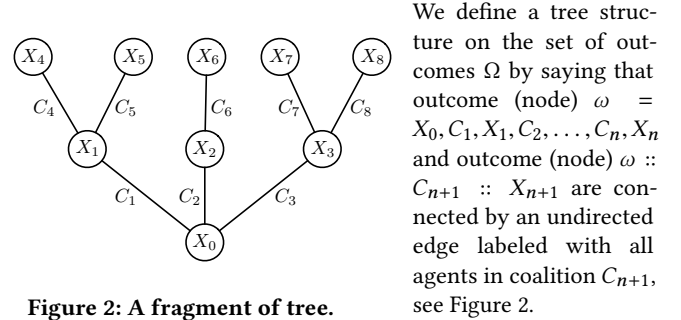 X₄ X₅ X₆ X₇ X₈
C₄ C₅ C₆ C₇ C₈
X₁ X₂ X₃
C₁ C₂ C₃
X₀
Figure 2: A fragment of tree.
We define a tree struc-
ture on the set of out-
comes Ω by saying that
outcome (node) ω =
X₀, C₁, X₁, C₂, . . . , Cₙ, Xₙ
and outcome (node) ω ::
Cₙ₊₁ :: Xₙ₊₁ are con-
nected by an undirected
edge labeled with all
agents in coalition Cₙ₊₁,
see Figure 2.